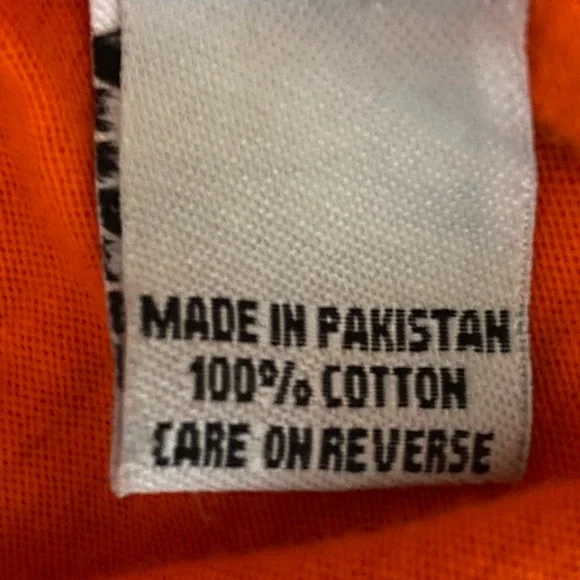 MADE IN PAKISTAN
100% COTTON
CARE ON REVERSE